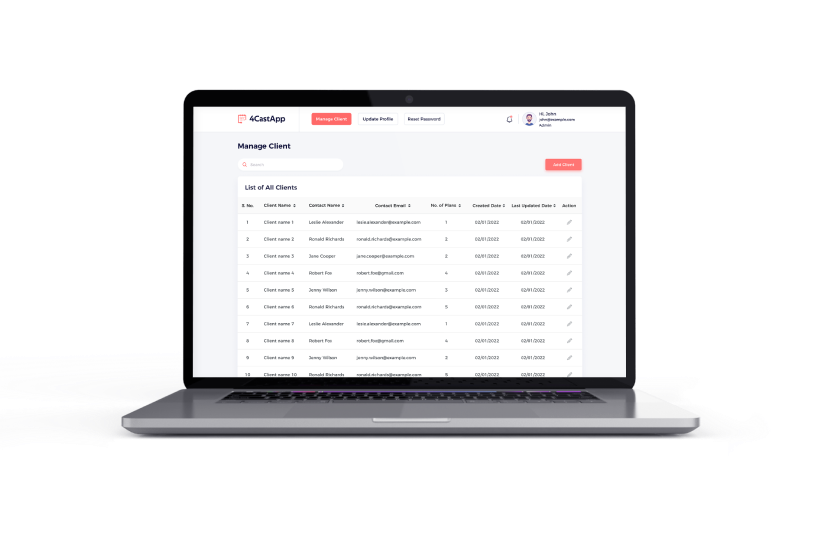 4CastApp
Manage Client Update Profile Reset Password
Hi, John
john@example.com
Admin
Manage Client
Search
Add Client
List of All Clients
S. No. Client Name Contact Name Contact Email No. of Plans Created Date Last Updated Date Action
1 Client name 1 Leslie Alexander leslie.alexander@example.com 1 02/01/2022 02/01/2022
2 Client name 2 Ronald Richards ronald.richards@example.com 2 02/01/2022 02/01/2022
3 Client name 3 Jane Cooper jane.cooper@example.com 2 02/01/2022 02/01/2022
4 Client name 4 Robert Fox robert.fox@gmail.com 4 02/01/2022 02/01/2022
5 Client name 5 Jenny Wilson jenny.wilson@example.com 3 02/01/2022 02/01/2022
6 Client name 6 Ronald Richards ronald.richards@example.com 5 02/01/2022 02/01/2022
7 Client name 7 Leslie Alexander leslie.alexander@example.com 1 02/01/2022 02/01/2022
8 Client name 8 Robert Fox robert.fox@gmail.com 4 02/01/2022 02/01/2022
9 Client name 9 Jenny Wilson jenny.wilson@example.com 2 02/01/2022 02/01/2022
10 Client name 10 Ronald Richards ronald.richards@example.com 5 02/01/2022 02/01/2022